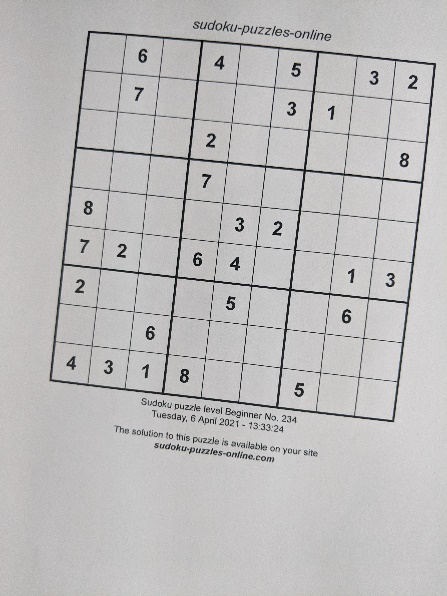 sudoku-puzzles-online
6 4 5 3 2
7 3 1
2 8
7
8 3 2
7 2 6 4 1 3
2 5 6
6
4 3 1 8 5
Sudoku puzzle level Beginner No. 234
Tuesday, 6 April 2021 - 13:33:24
The solution to this puzzle is available on your site
sudoku-puzzles-online.com